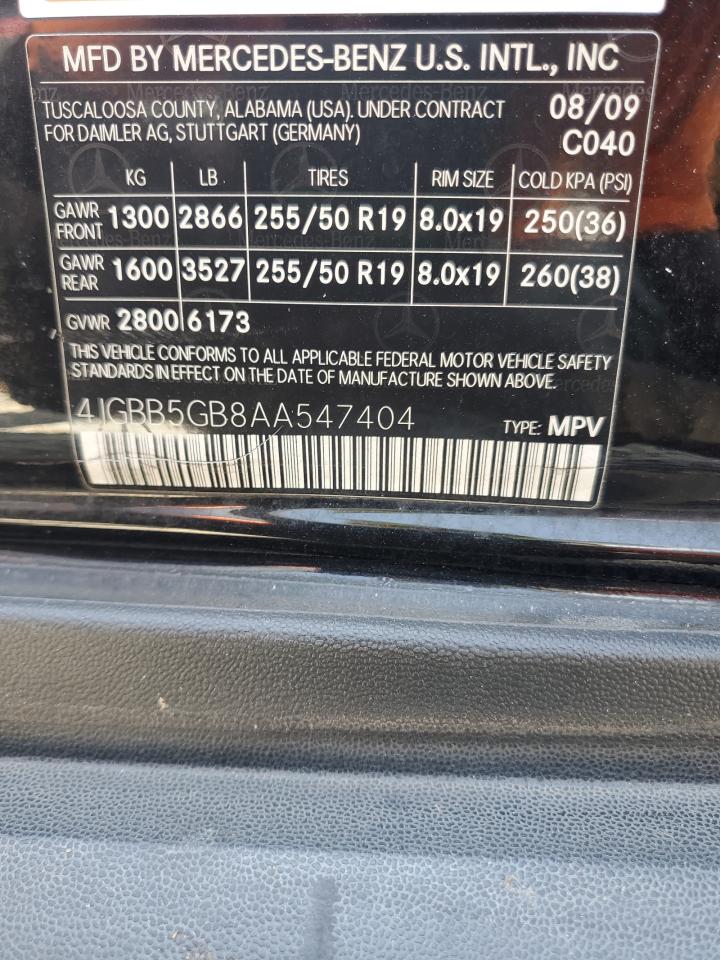 MFD BY MERCEDES-BENZ U.S. INTL., INC
TUSCALOOSA COUNTY, ALABAMA (USA). UNDER CONTRACT
FOR DAIMLER AG, STUTTGART (GERMANY)
08/09
C040
KG LB TIRES RIM SIZE COLD KPA (PSI)
GAWR FRONT 1300 2866 255/50 R19 8.0x19 250(36)
GAWR REAR 1600 3527 255/50 R19 8.0x19 260(38)
GVWR 2800 6173
THIS VEHICLE CONFORMS TO ALL APPLICABLE FEDERAL MOTOR VEHICLE SAFETY
STANDARDS IN EFFECT ON THE DATE OF MANUFACTURE SHOWN ABOVE.
4JGBB5GB8AA547404
TYPE: MPV